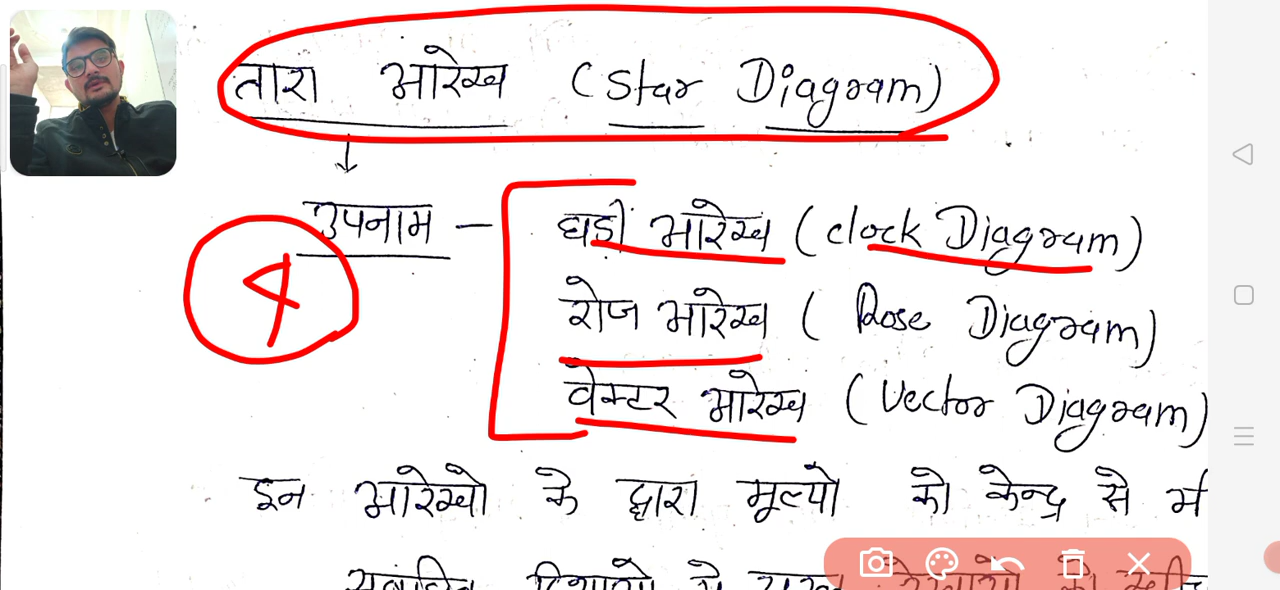 तारा आरेख (Star Diagram)
उपनाम - घड़ी आरेख (clock Diagram)
4
रोज आरेख ( Rose Diagram)
वेक्टर आरेख (Vector Diagram)
इन आरेखो के द्वारा मूल्यो को केन्द्र से